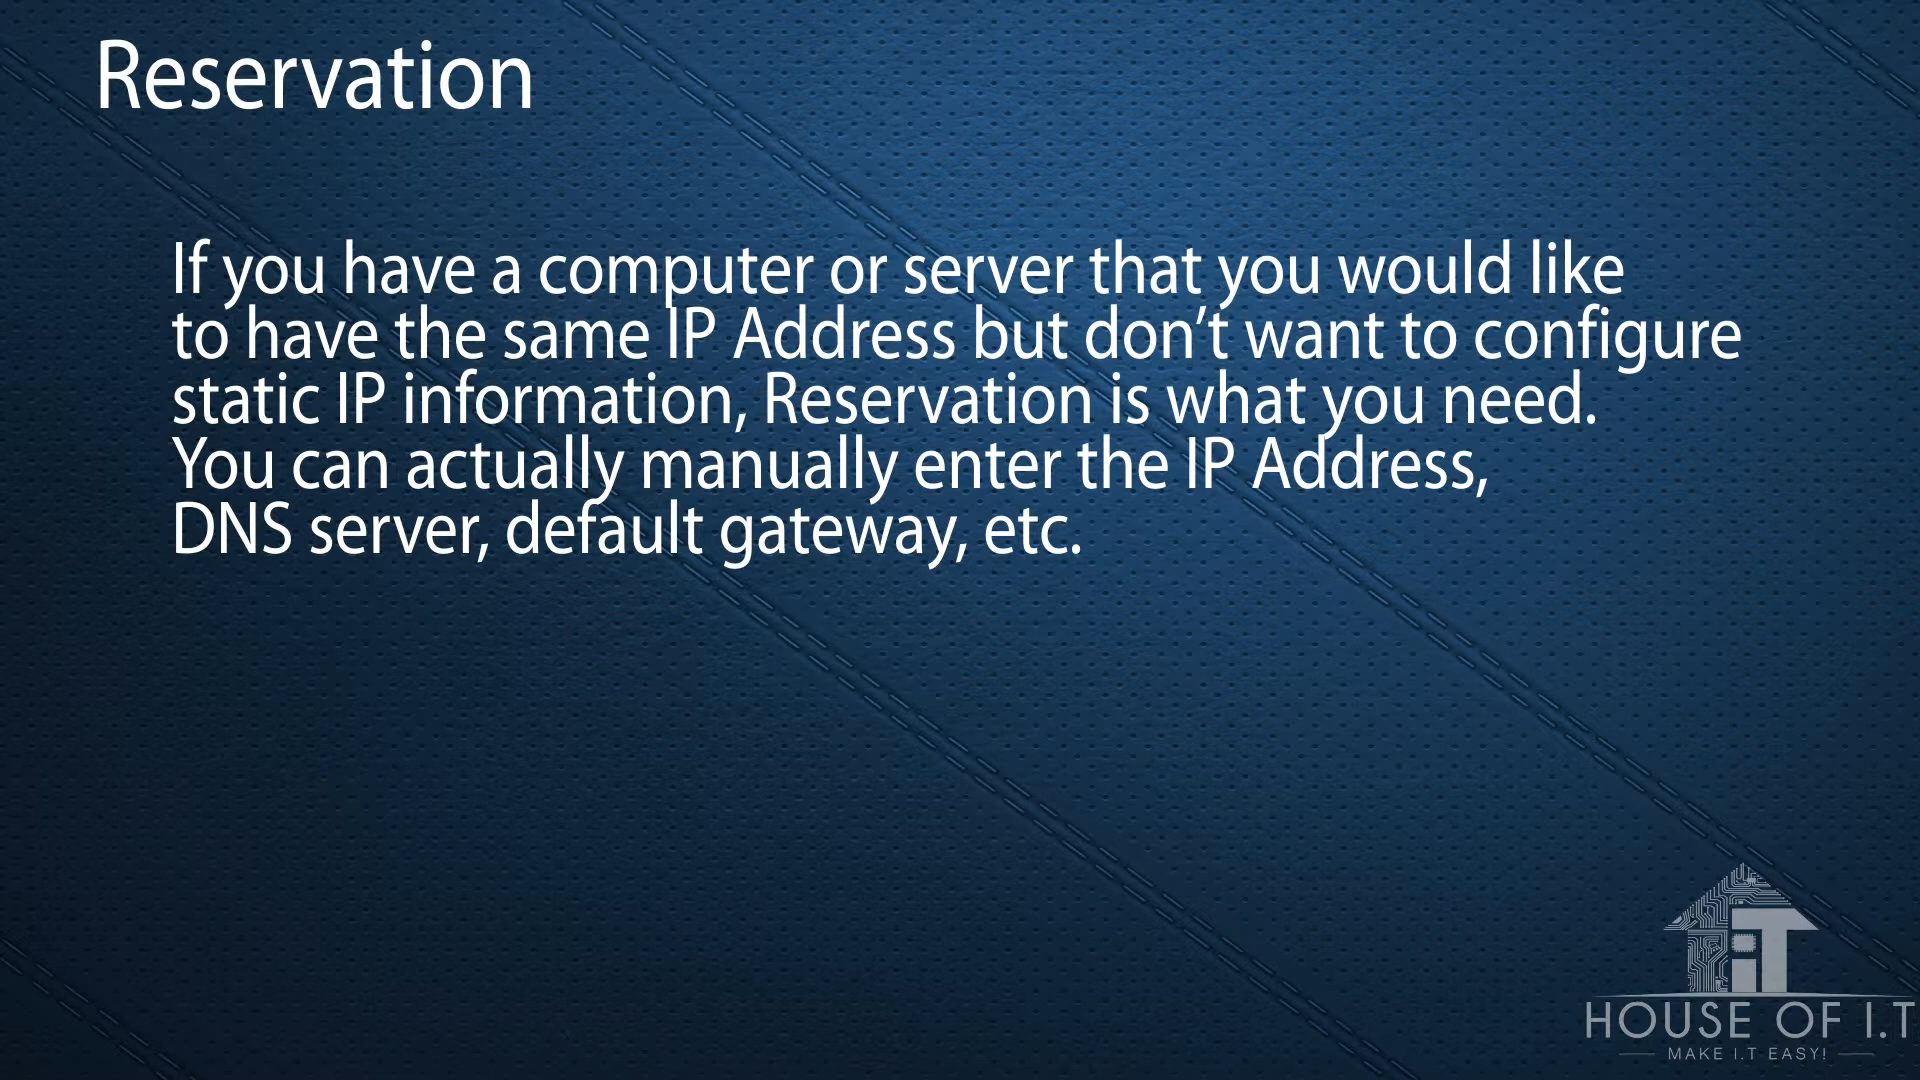 Reservation
If you have a computer or server that you would like
to have the same IP Address but don’t want to configure
static IP information, Reservation is what you need.
You can actually manually enter the IP Address,
DNS server, default gateway, etc.
iT
HOUSE OF I.T
MAKE I.T EASY!